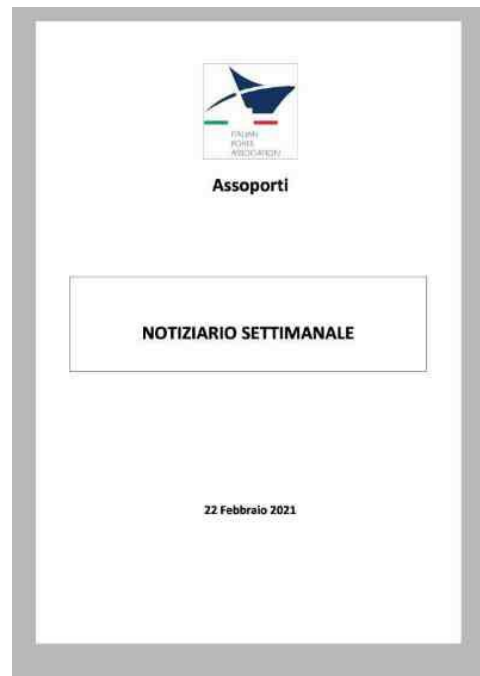 ITALIAN
PORTS
ASSOCIATION
Assoporti
NOTIZIARIO SETTIMANALE
22 Febbraio 2021